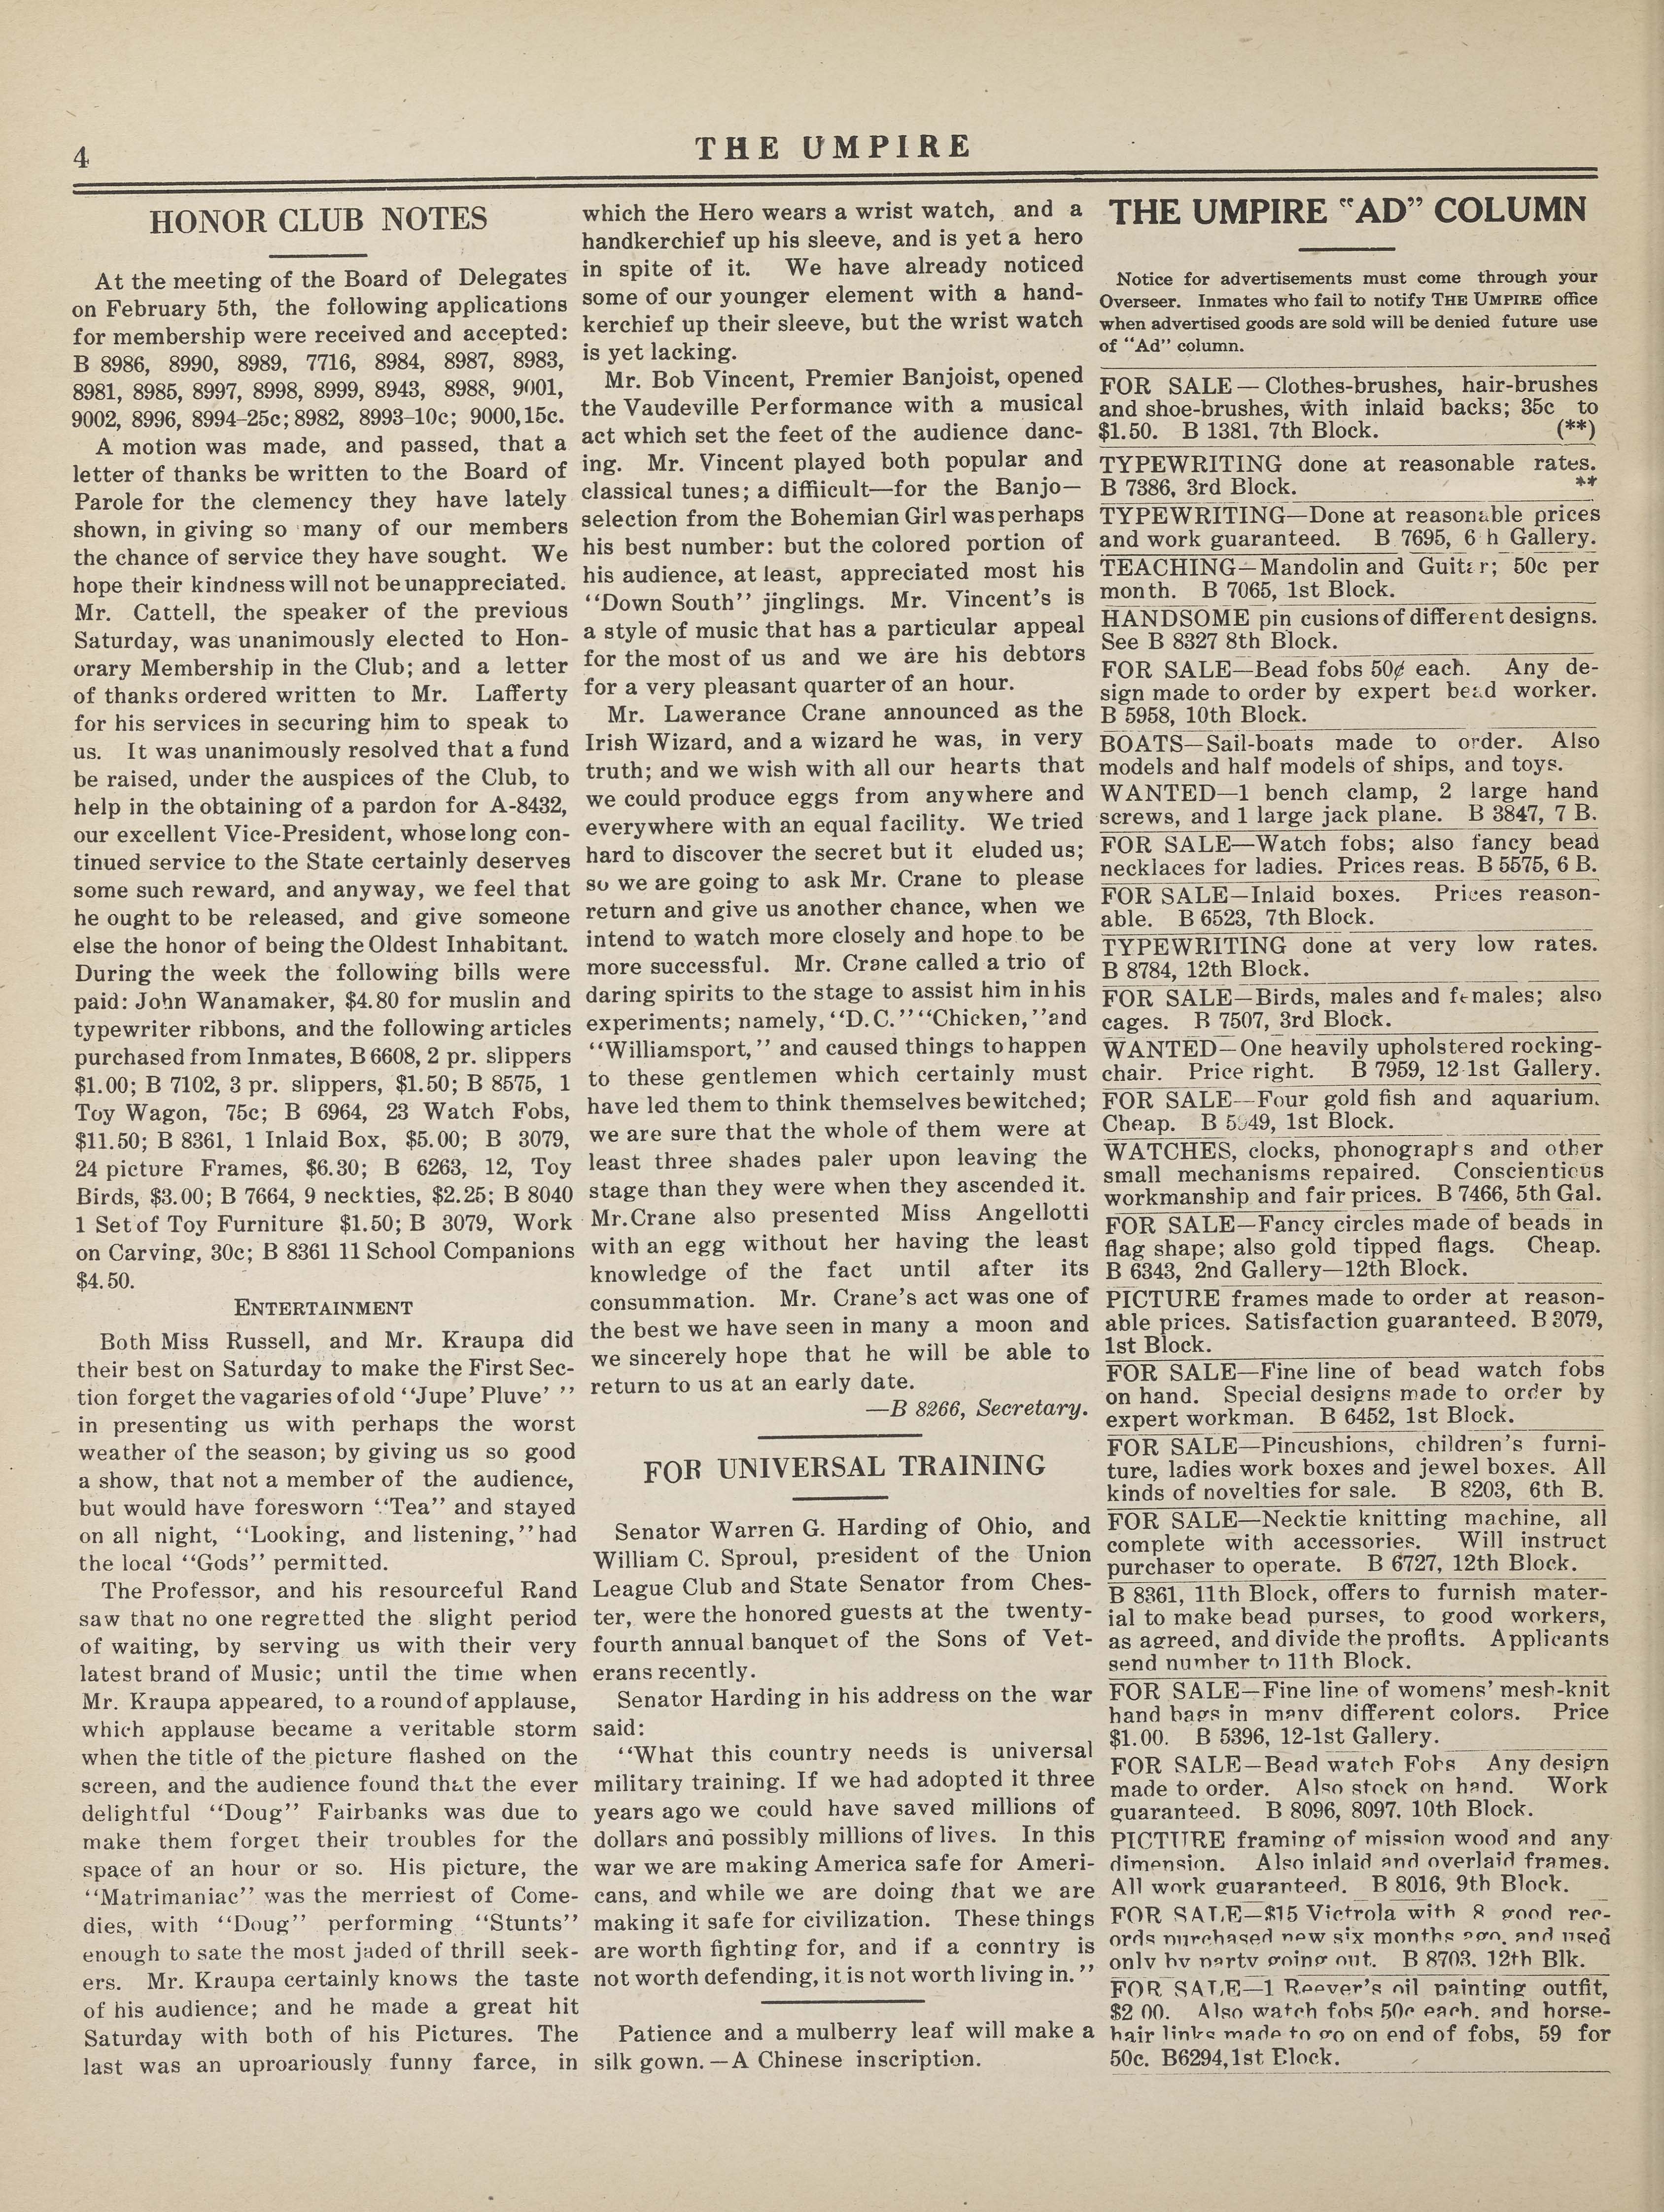 4
THE UMPIRE
HONOR CLUB NOTES
At the meeting of the Board of Delegates
on February 5th, the following applications
for membership were received and accepted:
B 8986, 8990, 8989, 7716, 8984, 8987, 8983,
8981, 8985, 8997, 8998, 8999, 8943, 8988, 9001,
9002, 8996, 8994-25c; 8982, 8993-10c; 9000, 15c.
A motion was made, and passed, that a
letter of thanks be written to the Board of
Parole for the clemency they have lately
shown, in giving so many of our members
the chance of service they have sought. We
hope their kindness will not be unappreciated.
Mr. Cattell, the speaker of the previous
Saturday, was unanimously elected to Hon-
orary Membership in the Club; and a letter
of thanks ordered written to Mr. Lafferty
for his services in securing him to speak to
us. It was unanimously resolved that a fund
be raised, under the auspices of the Club, to
help in the obtaining of a pardon for A-8432,
our excellent Vice-President, whose long con-
tinued service to the State certainly deserves
some such reward, and anyway, we feel that
he ought to be released, and give someone
else the honor of being the Oldest Inhabitant.
During the week the following bills were
paid: John Wanamaker, $4.80 for muslin and
typewriter ribbons, and the following articles
purchased from Inmates, B 6608, 2 pr. slippers
$1.00; B 7102, 3 pr. slippers, $1.50; B 8575, 1
Toy Wagon, 75c; B 6964, 23 Watch Fobs,
$11.50; B 8361, 1 Inlaid Box, $5.00; B 3079,
24 picture Frames, $6.30; B 6263, 12, Toy
Birds, $3.00; B 7664, 9 neckties, $2.25; B 8040
1 Set of Toy Furniture $1.50; B 3079, Work
on Carving, 30c; B 8361 11 School Companions
$4.50.
ENTERTAINMENT
Both Miss Russell, and Mr. Kraupa did
their best on Saturday to make the First Sec-
tion forget the vagaries of old "Jupe' Pluve' "
in presenting us with perhaps the worst
weather of the season; by giving us so good
a show, that not a member of the audience,
but would have foresworn "Tea" and stayed
on all night, "Looking, and listening," had
the local "Gods" permitted.
The Professor, and his resourceful Rand
saw that no one regretted the slight period
of waiting, by serving us with their very
latest brand of Music; until the time when
Mr. Kraupa appeared, to a round of applause,
which applause became a veritable storm
when the title of the picture flashed on the
screen, and the audience found that the ever
delightful "Doug" Fairbanks was due to
make them forget their troubles for the
space of an hour or so. His picture, the
"Matrimaniac" was the merriest of Come-
dies, with "Doug" performing "Stunts"
enough to sate the most jaded of thrill seek-
ers. Mr. Kraupa certainly knows the taste
of his audience; and he made a great hit
Saturday with both of his Pictures. The
last was an uproariously funny farce, in
which the Hero wears a wrist watch, and a
handkerchief up his sleeve, and is yet a hero
in spite of it. We have already noticed
some of our younger element with a hand-
kerchief up their sleeve, but the wrist watch
is yet lacking.
Mr. Bob Vincent, Premier Banjoist, opened
the Vaudeville Performance with a musical
act which set the feet of the audience danc-
ing. Mr. Vincent played both popular and
classical tunes; a diffiicult—for the Banjo—
selection from the Bohemian Girl was perhaps
his best number: but the colored portion of
his audience, at least, appreciated most his
"Down South" jinglings. Mr. Vincent's is
a style of music that has a particular appeal
for the most of us and we are his debtors
for a very pleasant quarter of an hour.
Mr. Lawerance Crane announced as the
Irish Wizard, and a wizard he was, in very
truth; and we wish with all our hearts that
we could produce eggs from anywhere and
everywhere with an equal facility. We tried
hard to discover the secret but it eluded us;
so we are going to ask Mr. Crane to please
return and give us another chance, when we
intend to watch more closely and hope to be
more successful. Mr. Crane called a trio of
daring spirits to the stage to assist him in his
experiments; namely, "D.C." "Chicken," and
"Williamsport," and caused things to happen
to these gentlemen which certainly must
have led them to think themselves bewitched;
we are sure that the whole of them were at
least three shades paler upon leaving the
stage than they were when they ascended it.
Mr. Crane also presented Miss Angellotti
with an egg without her having the least
knowledge of the fact until after its
consummation. Mr. Crane's act was one of
the best we have seen in many a moon and
we sincerely hope that he will be able to
return to us at an early date.
—B 8266, Secretary.
FOR UNIVERSAL TRAINING
Senator Warren G. Harding of Ohio, and
William C. Sproul, president of the Union
League Club and State Senator from Ches-
ter, were the honored guests at the twenty-
fourth annual banquet of the Sons of Vet-
erans recently.
Senator Harding in his address on the war
said:
"What this country needs is universal
military training. If we had adopted it three
years ago we could have saved millions of
dollars and possibly millions of lives. In this
war we are making America safe for Ameri-
cans, and while we are doing that we are
making it safe for civilization. These things
are worth fighting for, and if a conntry is
not worth defending, it is not worth living in."
Patience and a mulberry leaf will make a
silk gown.—A Chinese inscription.
THE UMPIRE "AD" COLUMN
Notice for advertisements must come through your
Overseer. Inmates who fail to notify THE UMPIRE office
when advertised goods are sold will be denied future use
of "Ad" column.
FOR SALE—Clothes-brushes, hair-brushes
and shoe-brushes, with inlaid backs; 35c to
$1.50. B 1381, 7th Block. (**)
TYPEWRITING done at reasonable rates.
B 7386, 3rd Block. **
TYPEWRITING—Done at reasonable prices
and work guaranteed. B 7695, 6 h Gallery.
TEACHING—Mandolin and Guitar; 50c per
month. B 7065, 1st Block.
HANDSOME pin cusions of different designs.
See B 8327 8th Block.
FOR SALE—Bead fobs 50¢ each. Any de-
sign made to order by expert bead worker.
B 5958, 10th Block.
BOATS—Sail-boats made to order. Also
models and half models of ships, and toys.
WANTED—1 bench clamp, 2 large hand
screws, and 1 large jack plane. B 3847, 7 B.
FOR SALE—Watch fobs; also fancy bead
necklaces for ladies. Prices reas. B 5575, 6 B.
FOR SALE—Inlaid boxes. Prices reason-
able. B 6523, 7th Block.
TYPEWRITING done at very low rates.
B 8784, 12th Block.
FOR SALE—Birds, males and females; also
cages. B 7507, 3rd Block.
WANTED—One heavily upholstered rocking-
chair. Price right. B 7959, 12-1st Gallery.
FOR SALE—Four gold fish and aquarium.
Cheap. B 1st Block.
WATCHES, clocks, phonographs and other
small mechanisms repaired. Conscientious
workmanship and fair prices. B 7466, 5th Gal.
FOR SALE—Fancy circles made of beads in
flag shape; also gold tipped flags. Cheap.
B 6343, 2nd Gallery—12th Block.
PICTURE frames made to order at reason-
able prices. Satisfaction guaranteed. B 3079,
1st Block.
FOR SALE—Fine line of bead watch fobs
on hand. Special designs made to order by
expert workman. B 6452, 1st Block.
FOR SALE—Pincushions, children's furni-
ture, ladies work boxes and jewel boxes. All
kinds of novelties for sale. B 8203, 6th B.
FOR SALE—Necktie knitting machine, all
complete with accessories. Will instruct
purchaser to operate. B 6727, 12th Block.
B 8361, 11th Block, offers to furnish mater-
ial to make bead purses, to good workers,
as agreed, and divide the profits. Applicants
send number to 11th Block.
FOR SALE—Fine line of womens' mesh-knit
hand bags in many different colors. Price
$1.00. B 5396, 12-1st Gallery.
FOR SALE—Bead watch Fobs Any design
made to order. Also stock on hand. Work
guaranteed. B 8096, 8097, 10th Block.
PICTURE framing of mission wood and any
dimension. Also inlaid and overlaid frames.
All work guaranteed. B 8016, 9th Block.
FOR SALE—$15 Victrola with 8 good rec-
ords purchased new six months ago, and used
only by party going out. B 8703, 12th Blk.
FOR SALE—1 Reever's oil painting outfit,
$2 00. Also watch fobs 50c each, and horse-
hair links made to go on end of fobs, 59 for
50c. B6294, 1st Block.